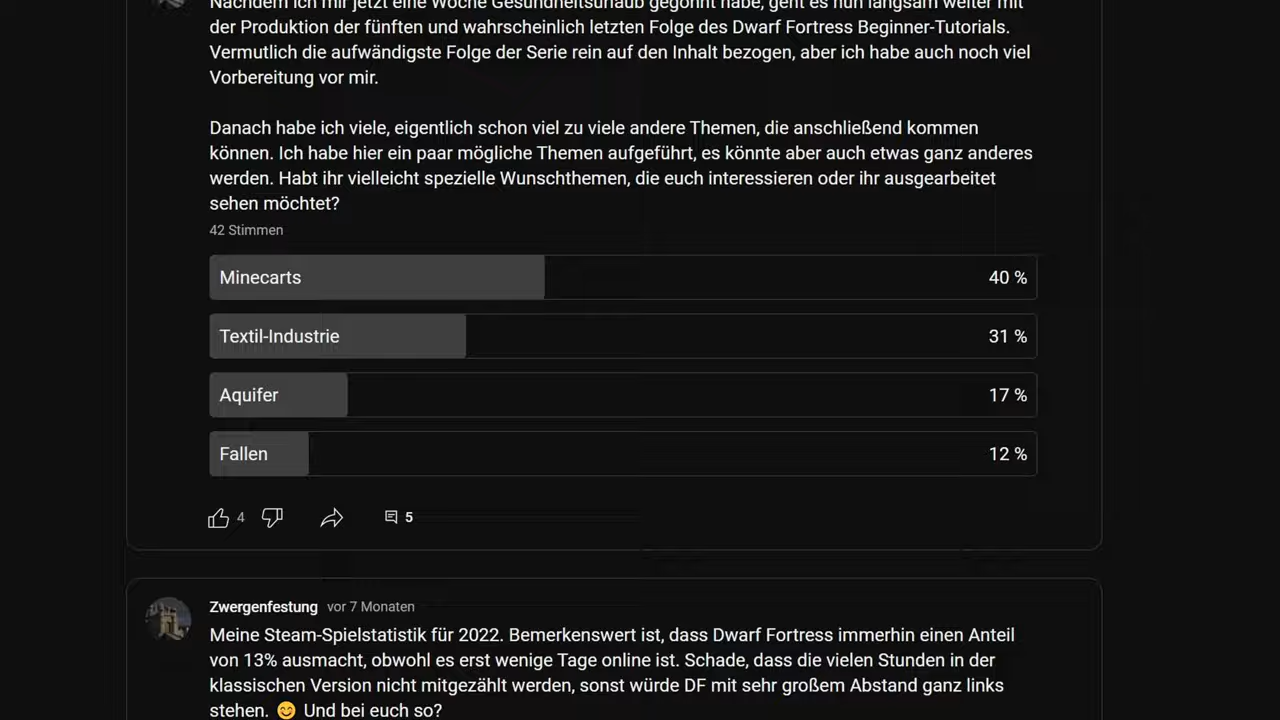 Nachdem ich mir jetzt eine Woche Gesundheitsurlaub gegönnt habe, geht es nun langsam weiter mit
der Produktion der fünften und wahrscheinlich letzten Folge des Dwarf Fortress Beginner-Tutorials.
Vermutlich die aufwändigste Folge der Serie rein auf den Inhalt bezogen, aber ich habe auch noch viel
Vorbereitung vor mir.
Danach habe ich viele, eigentlich schon viel zu viele andere Themen, die anschließend kommen
können. Ich habe hier ein paar mögliche Themen aufgeführt, es könnte aber auch etwas ganz anderes
werden. Habt ihr vielleicht spezielle Wunschthemen, die euch interessieren oder ihr ausgearbeitet
sehen möchtet?
42 Stimmen
Minecarts 40 %
Textil-Industrie 31 %
Aquifer 17 %
Fallen 12 %
4 5
Zwergenfestung vor 7 Monaten
Meine Steam-Spielstatistik für 2022. Bemerkenswert ist, dass Dwarf Fortress immerhin einen Anteil
von 13% ausmacht, obwohl es erst wenige Tage online ist. Schade, dass die vielen Stunden in der
klassischen Version nicht mitgezählt werden, sonst würde DF mit sehr großem Abstand ganz links
stehen. 😊 Und bei euch so?